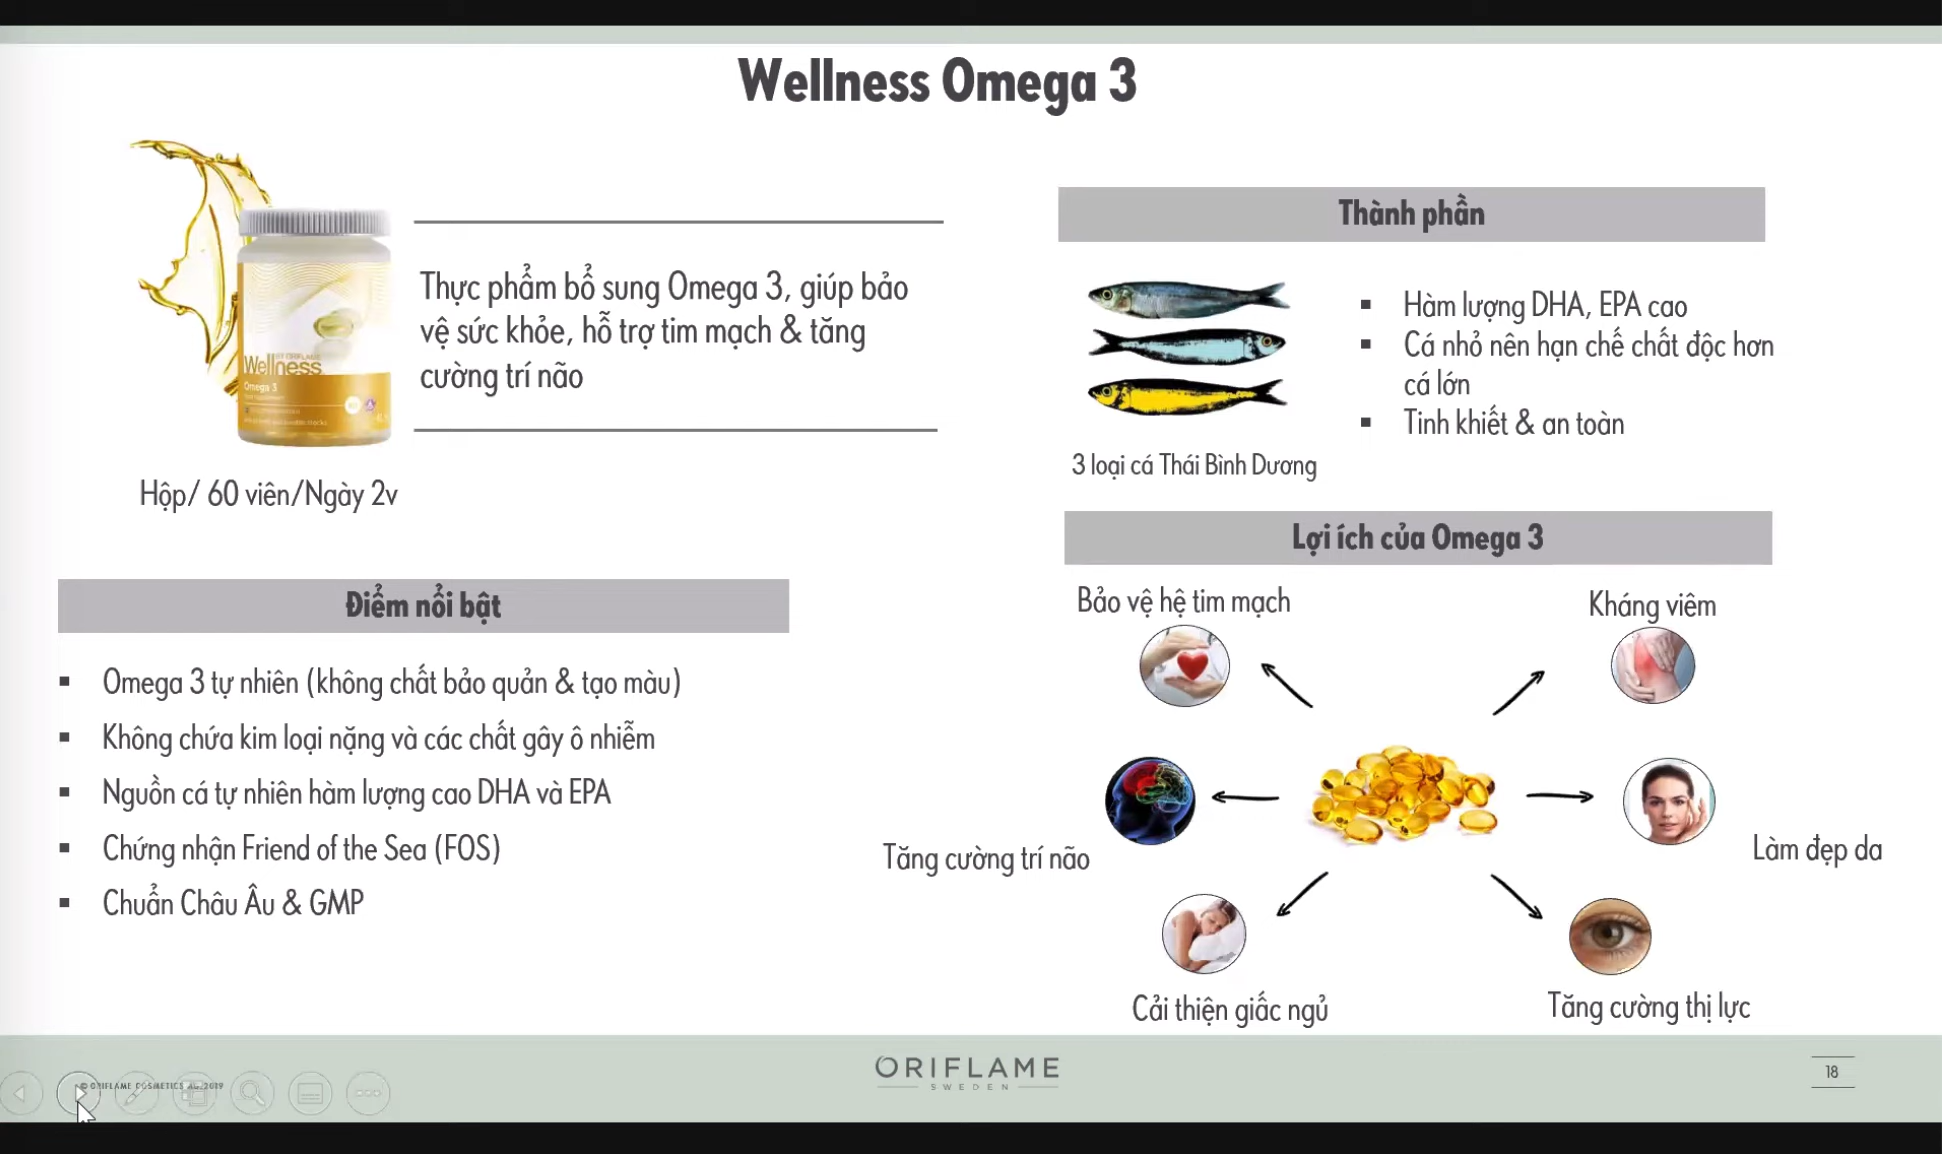 Wellness Omega 3
Thực phẩm bổ sung Omega 3, giúp bảo
vệ sức khỏe, hỗ trợ tim mạch & tăng
cường trí não
Wellness
Omega 3
Hộp/ 60 viên/Ngày 2v
Điểm nổi bật
▪ Omega 3 tự nhiên (không chất bảo quản & tạo màu)
▪ Không chứa kim loại nặng và các chất gây ô nhiễm
▪ Nguồn cá tự nhiên hàm lượng cao DHA và EPA
▪ Chứng nhận Friend of the Sea (FOS)
▪ Chuẩn Châu Âu & GMP
Thành phần
▪ Hàm lượng DHA, EPA cao
▪ Cá nhỏ nên hạn chế chất độc hơn
cá lớn
▪ Tinh khiết & an toàn
3 loại cá Thái Bình Dương
Lợi ích của Omega 3
Bảo vệ hệ tim mạch
Kháng viêm
Tăng cường trí não
Làm đẹp da
Cải thiện giấc ngủ
Tăng cường thị lực
© ORIFLAME COSMETICS AG, 2019
ORIFLAME
SWEDEN
18